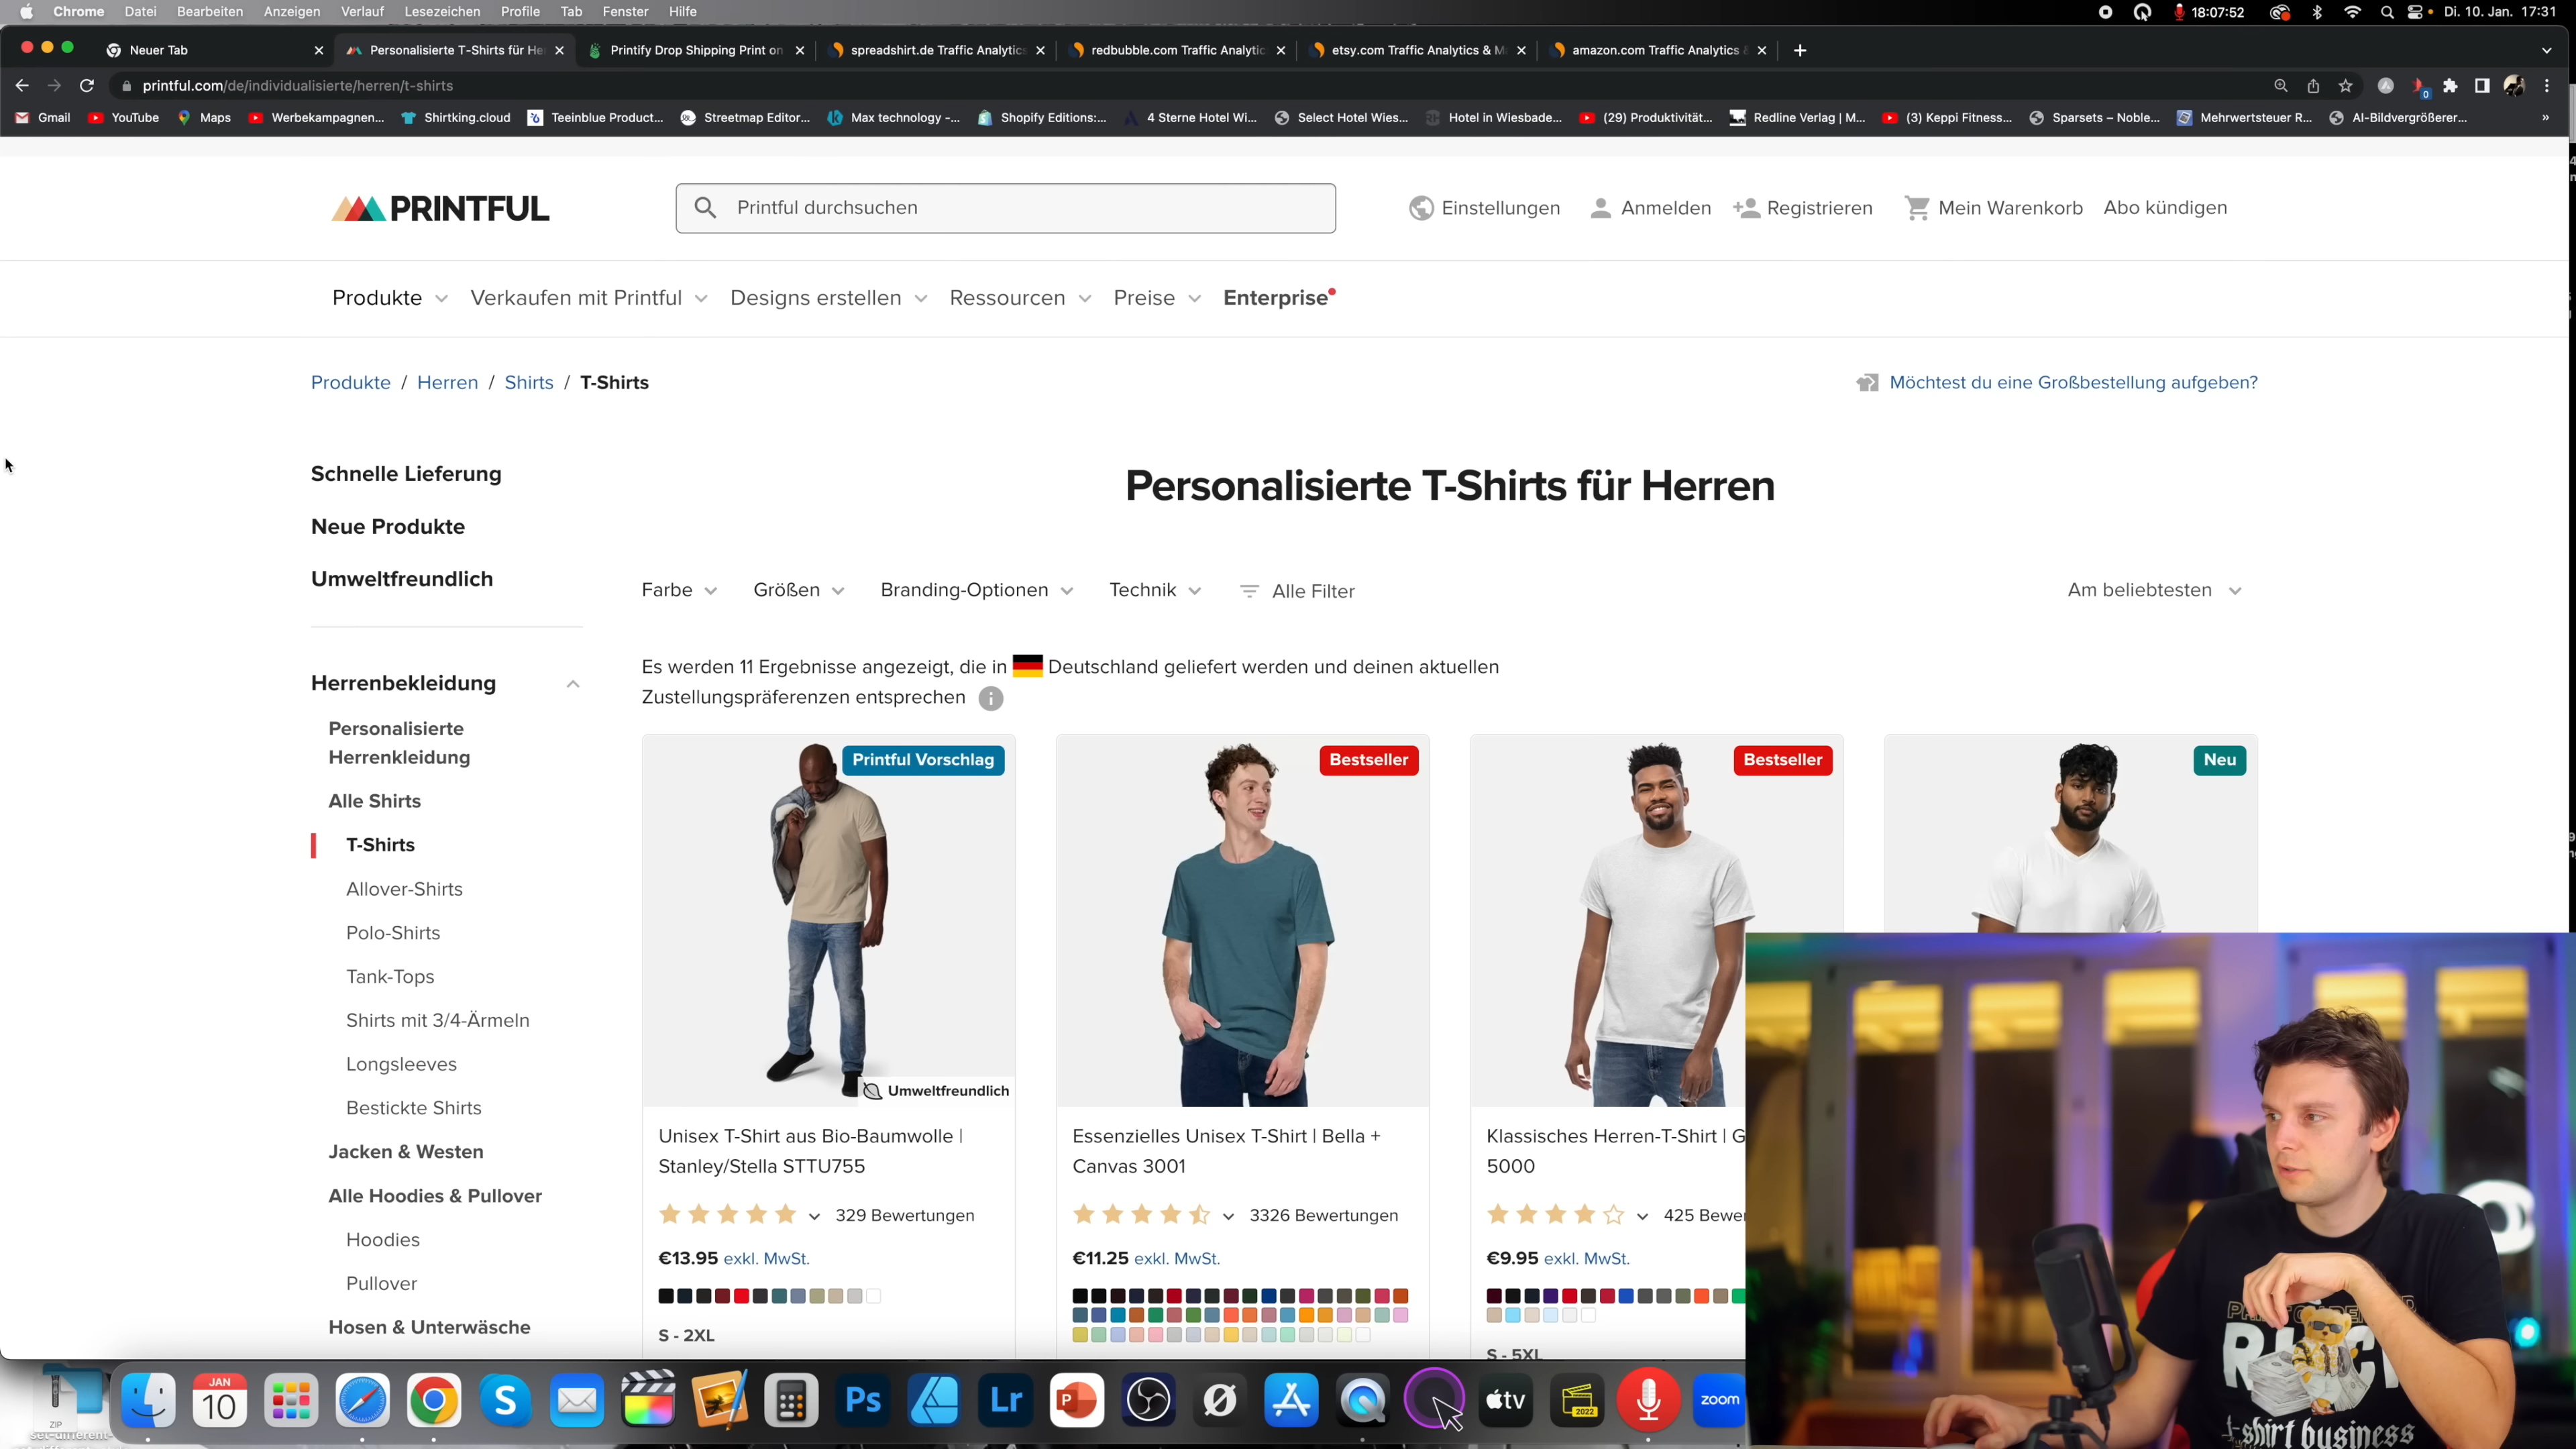 Chrome Datei Bearbeiten Anzeigen Verlauf Lesezeichen Profile Tab Fenster Hilfe 18:07:52 Di. 10. Jan. 17:31
Neuer Tab Personalisierte T-Shirts für He Printify Drop Shipping Print on spreadshirt.de Traffic Analytics redbubble.com Traffic Analytic etsy.com Traffic Analytics & M amazon.com Traffic Analytics &
printful.com/de/individualisierte/herren/t-shirts
Gmail YouTube Maps Werbekampagnen... Shirtking.cloud Teeinblue Product... Streetmap Editor... Max technology -... Shopify Editions:... 4 Sterne Hotel Wi... Select Hotel Wies... Hotel in Wiesbade... (29) Produktivität... Redline Verlag | M... (3) Keppi Fitness... Sparsets – Noble... Mehrwertsteuer R... AI-Bildvergrößerer... »
PRINTFUL
Printful durchsuchen
Einstellungen Anmelden Registrieren Mein Warenkorb Abo kündigen
Produkte Verkaufen mit Printful Designs erstellen Ressourcen Preise Enterprise
Produkte / Herren / Shirts / T-Shirts
Möchtest du eine Großbestellung aufgeben?
Schnelle Lieferung
Neue Produkte
Umweltfreundlich
Herrenbekleidung
Personalisierte
Herrenkleidung
Alle Shirts
T-Shirts
Allover-Shirts
Polo-Shirts
Tank-Tops
Shirts mit 3/4-Ärmeln
Longsleeves
Bestickte Shirts
Jacken & Westen
Alle Hoodies & Pullover
Hoodies
Pullover
Hosen & Unterwäsche
Personalisierte T-Shirts für Herren
Farbe Größen Branding-Optionen Technik Alle Filter
Am beliebtesten
Es werden 11 Ergebnisse angezeigt, die in Deutschland geliefert werden und deinen aktuellen
Zustellungspräferenzen entsprechen
Printful Vorschlag
Umweltfreundlich
Unisex T-Shirt aus Bio-Baumwolle |
Stanley/Stella STTU755
329 Bewertungen
€13.95 exkl. MwSt.
S - 2XL
Bestseller
Essenzielles Unisex T-Shirt | Bella +
Canvas 3001
3326 Bewertungen
€11.25 exkl. MwSt.
Bestseller
Klassisches Herren-T-Shirt | G
5000
425 Bewer
€9.95 exkl. MwSt.
S - 5XL
Neu
RICH
t-shirt business
ZIP
set-different-
JAN
10
S
Ps
Lr
P
tv
2022
zoom